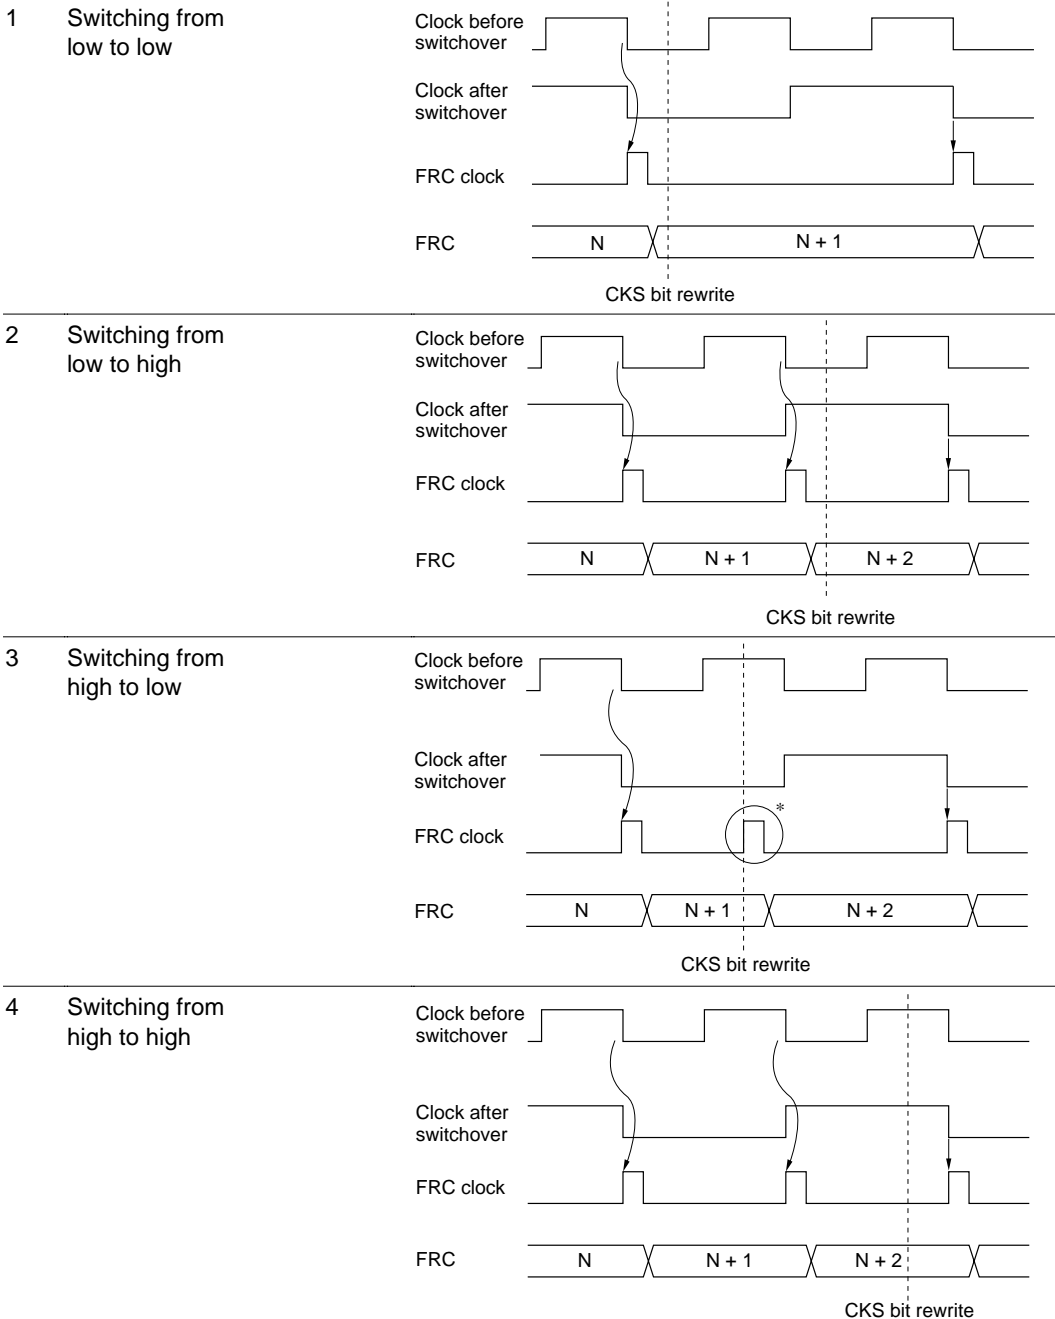 1 Switching from
low to low
Clock before
switchover
Clock after
switchover
FRC clock
FRC N N + 1
CKS bit rewrite
2 Switching from
low to high
Clock before
switchover
Clock after
switchover
FRC clock
FRC N N + 1 N + 2
CKS bit rewrite
3 Switching from
high to low
Clock before
switchover
Clock after
switchover
*
FRC clock
FRC N N + 1 N + 2
CKS bit rewrite
4 Switching from
high to high
Clock before
switchover
Clock after
switchover
FRC clock
FRC N N + 1 N + 2
CKS bit rewrite